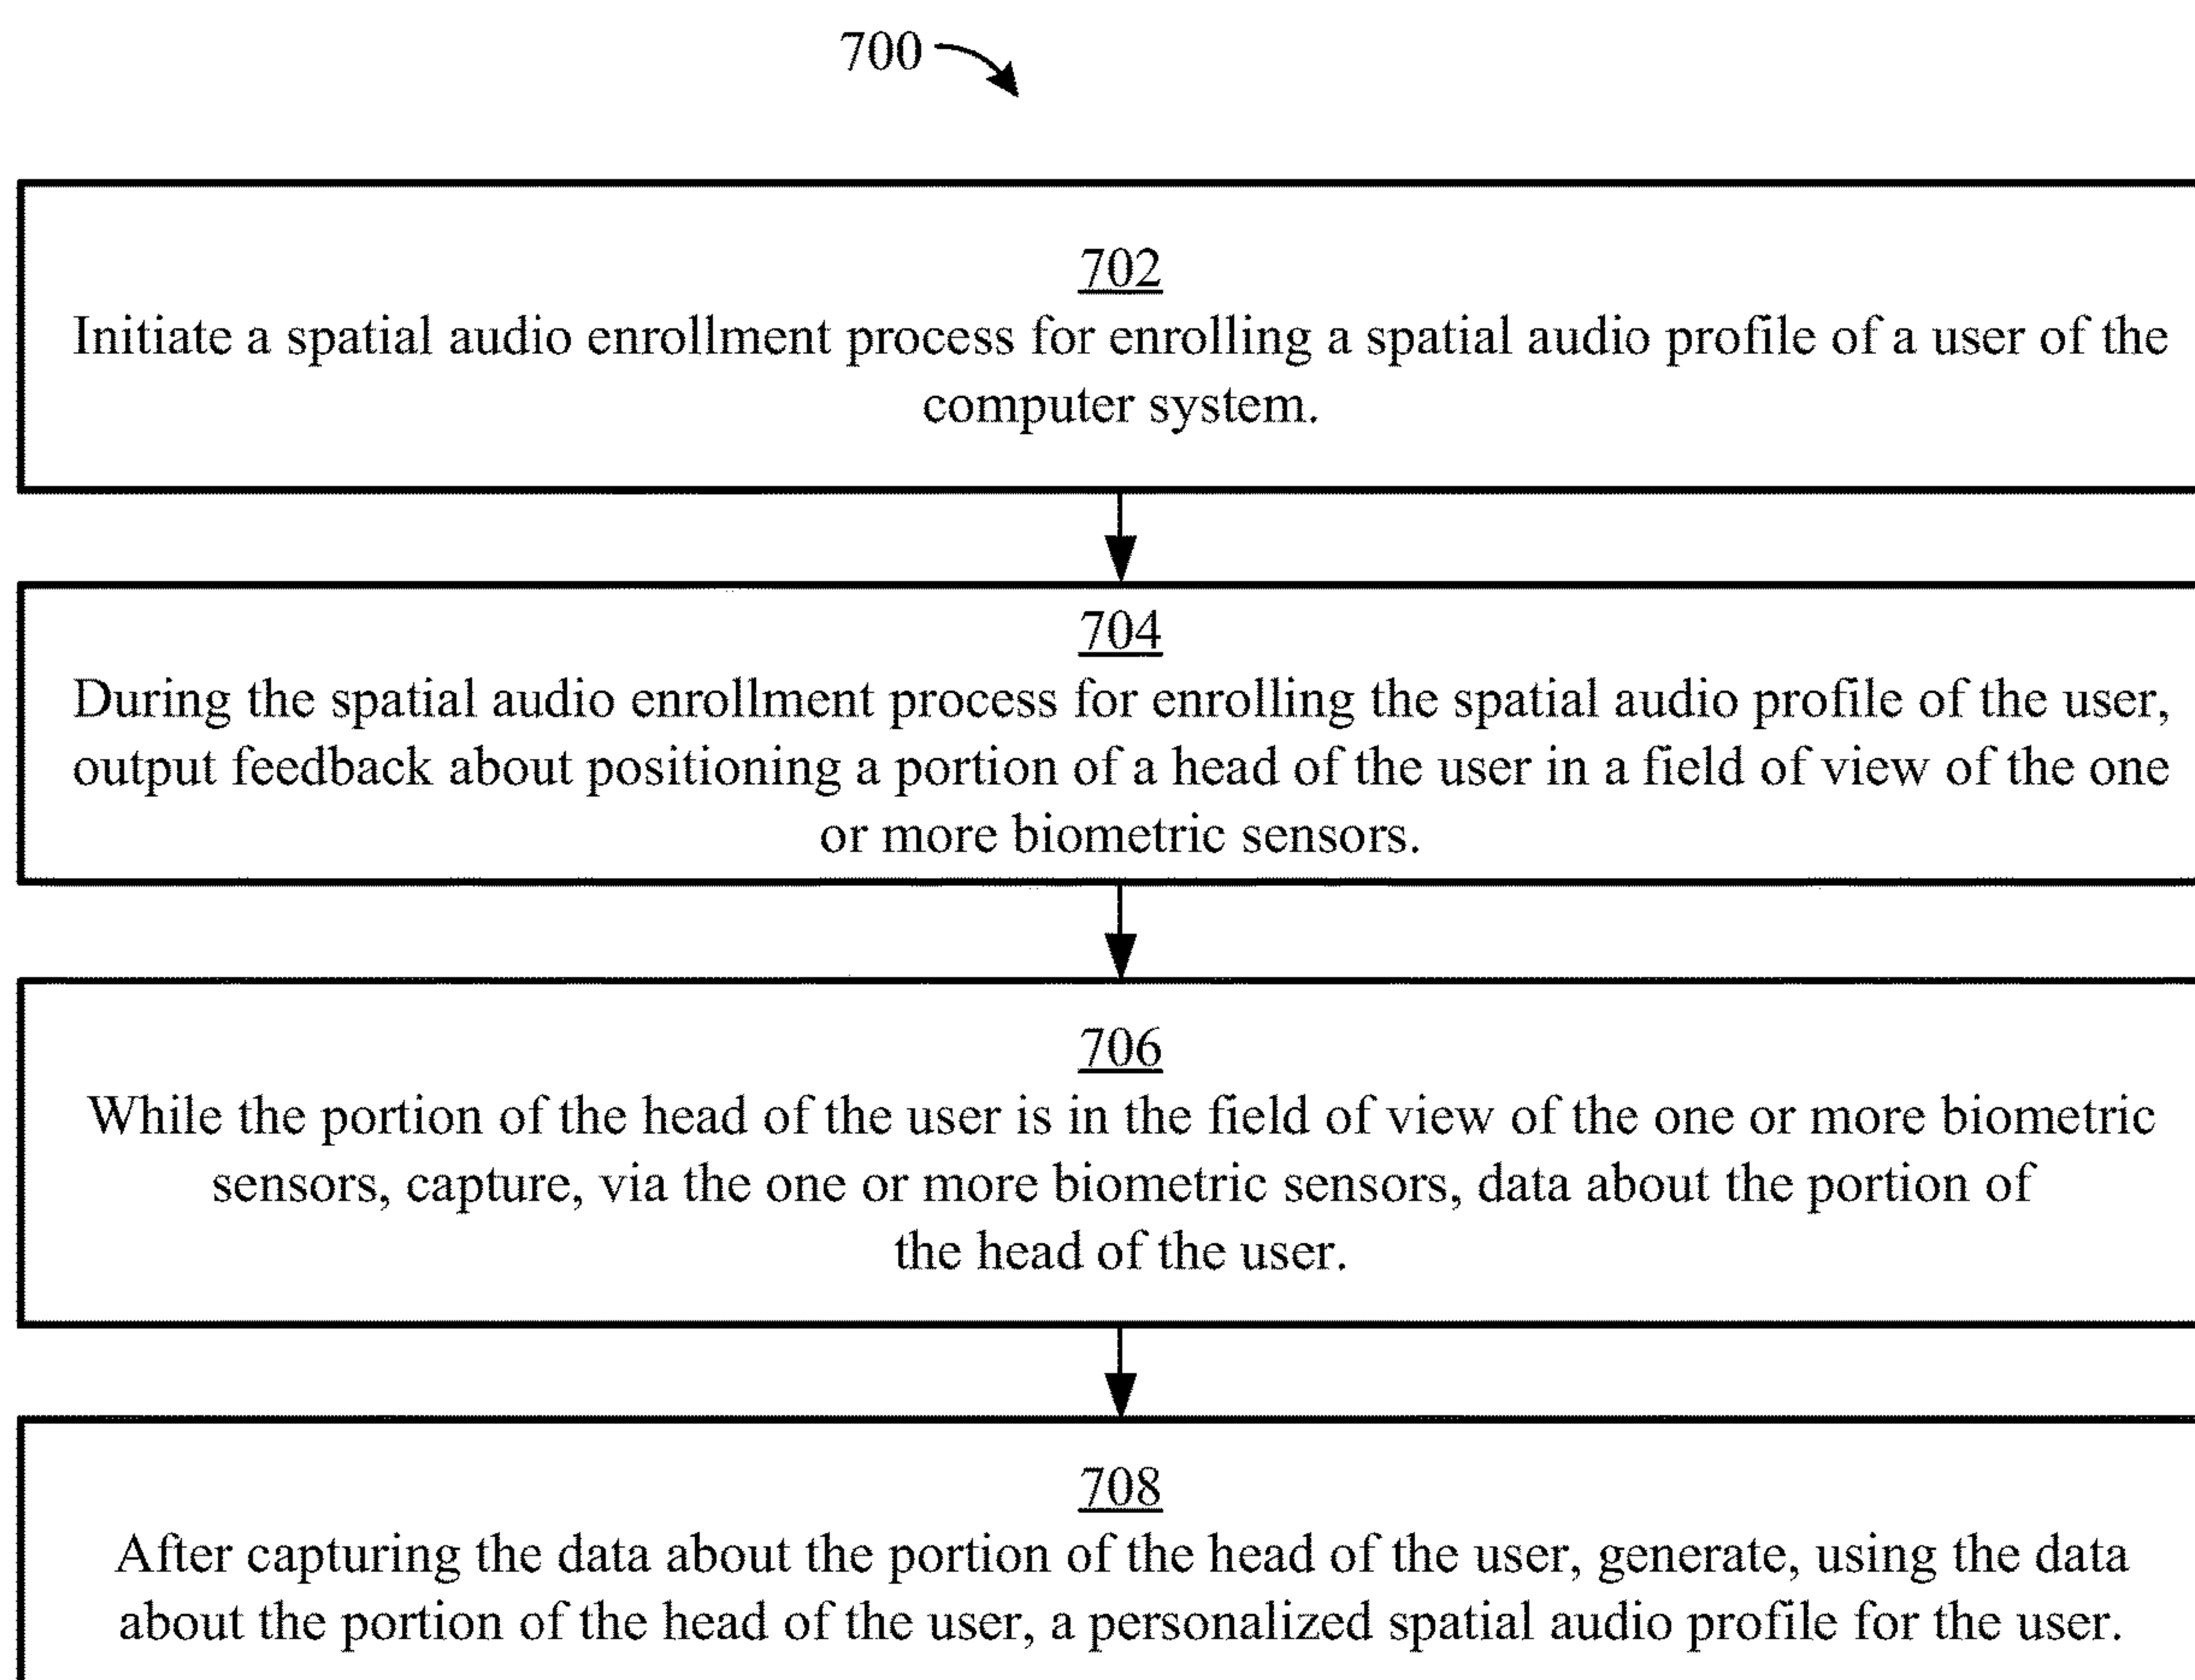 700
702
Initiate a spatial audio enrollment process for enrolling a spatial audio profile of a user of the
computer system.
704
During the spatial audio enrollment process for enrolling the spatial audio profile of the user,
output feedback about positioning a portion of a head of the user in a field of view of the one
or more biometric sensors.
706
While the portion of the head of the user is in the field of view of the one or more biometric
sensors, capture, via the one or more biometric sensors, data about the portion of
the head of the user.
708
After capturing the data about the portion of the head of the user, generate, using the data
about the portion of the head of the user, a personalized spatial audio profile for the user.